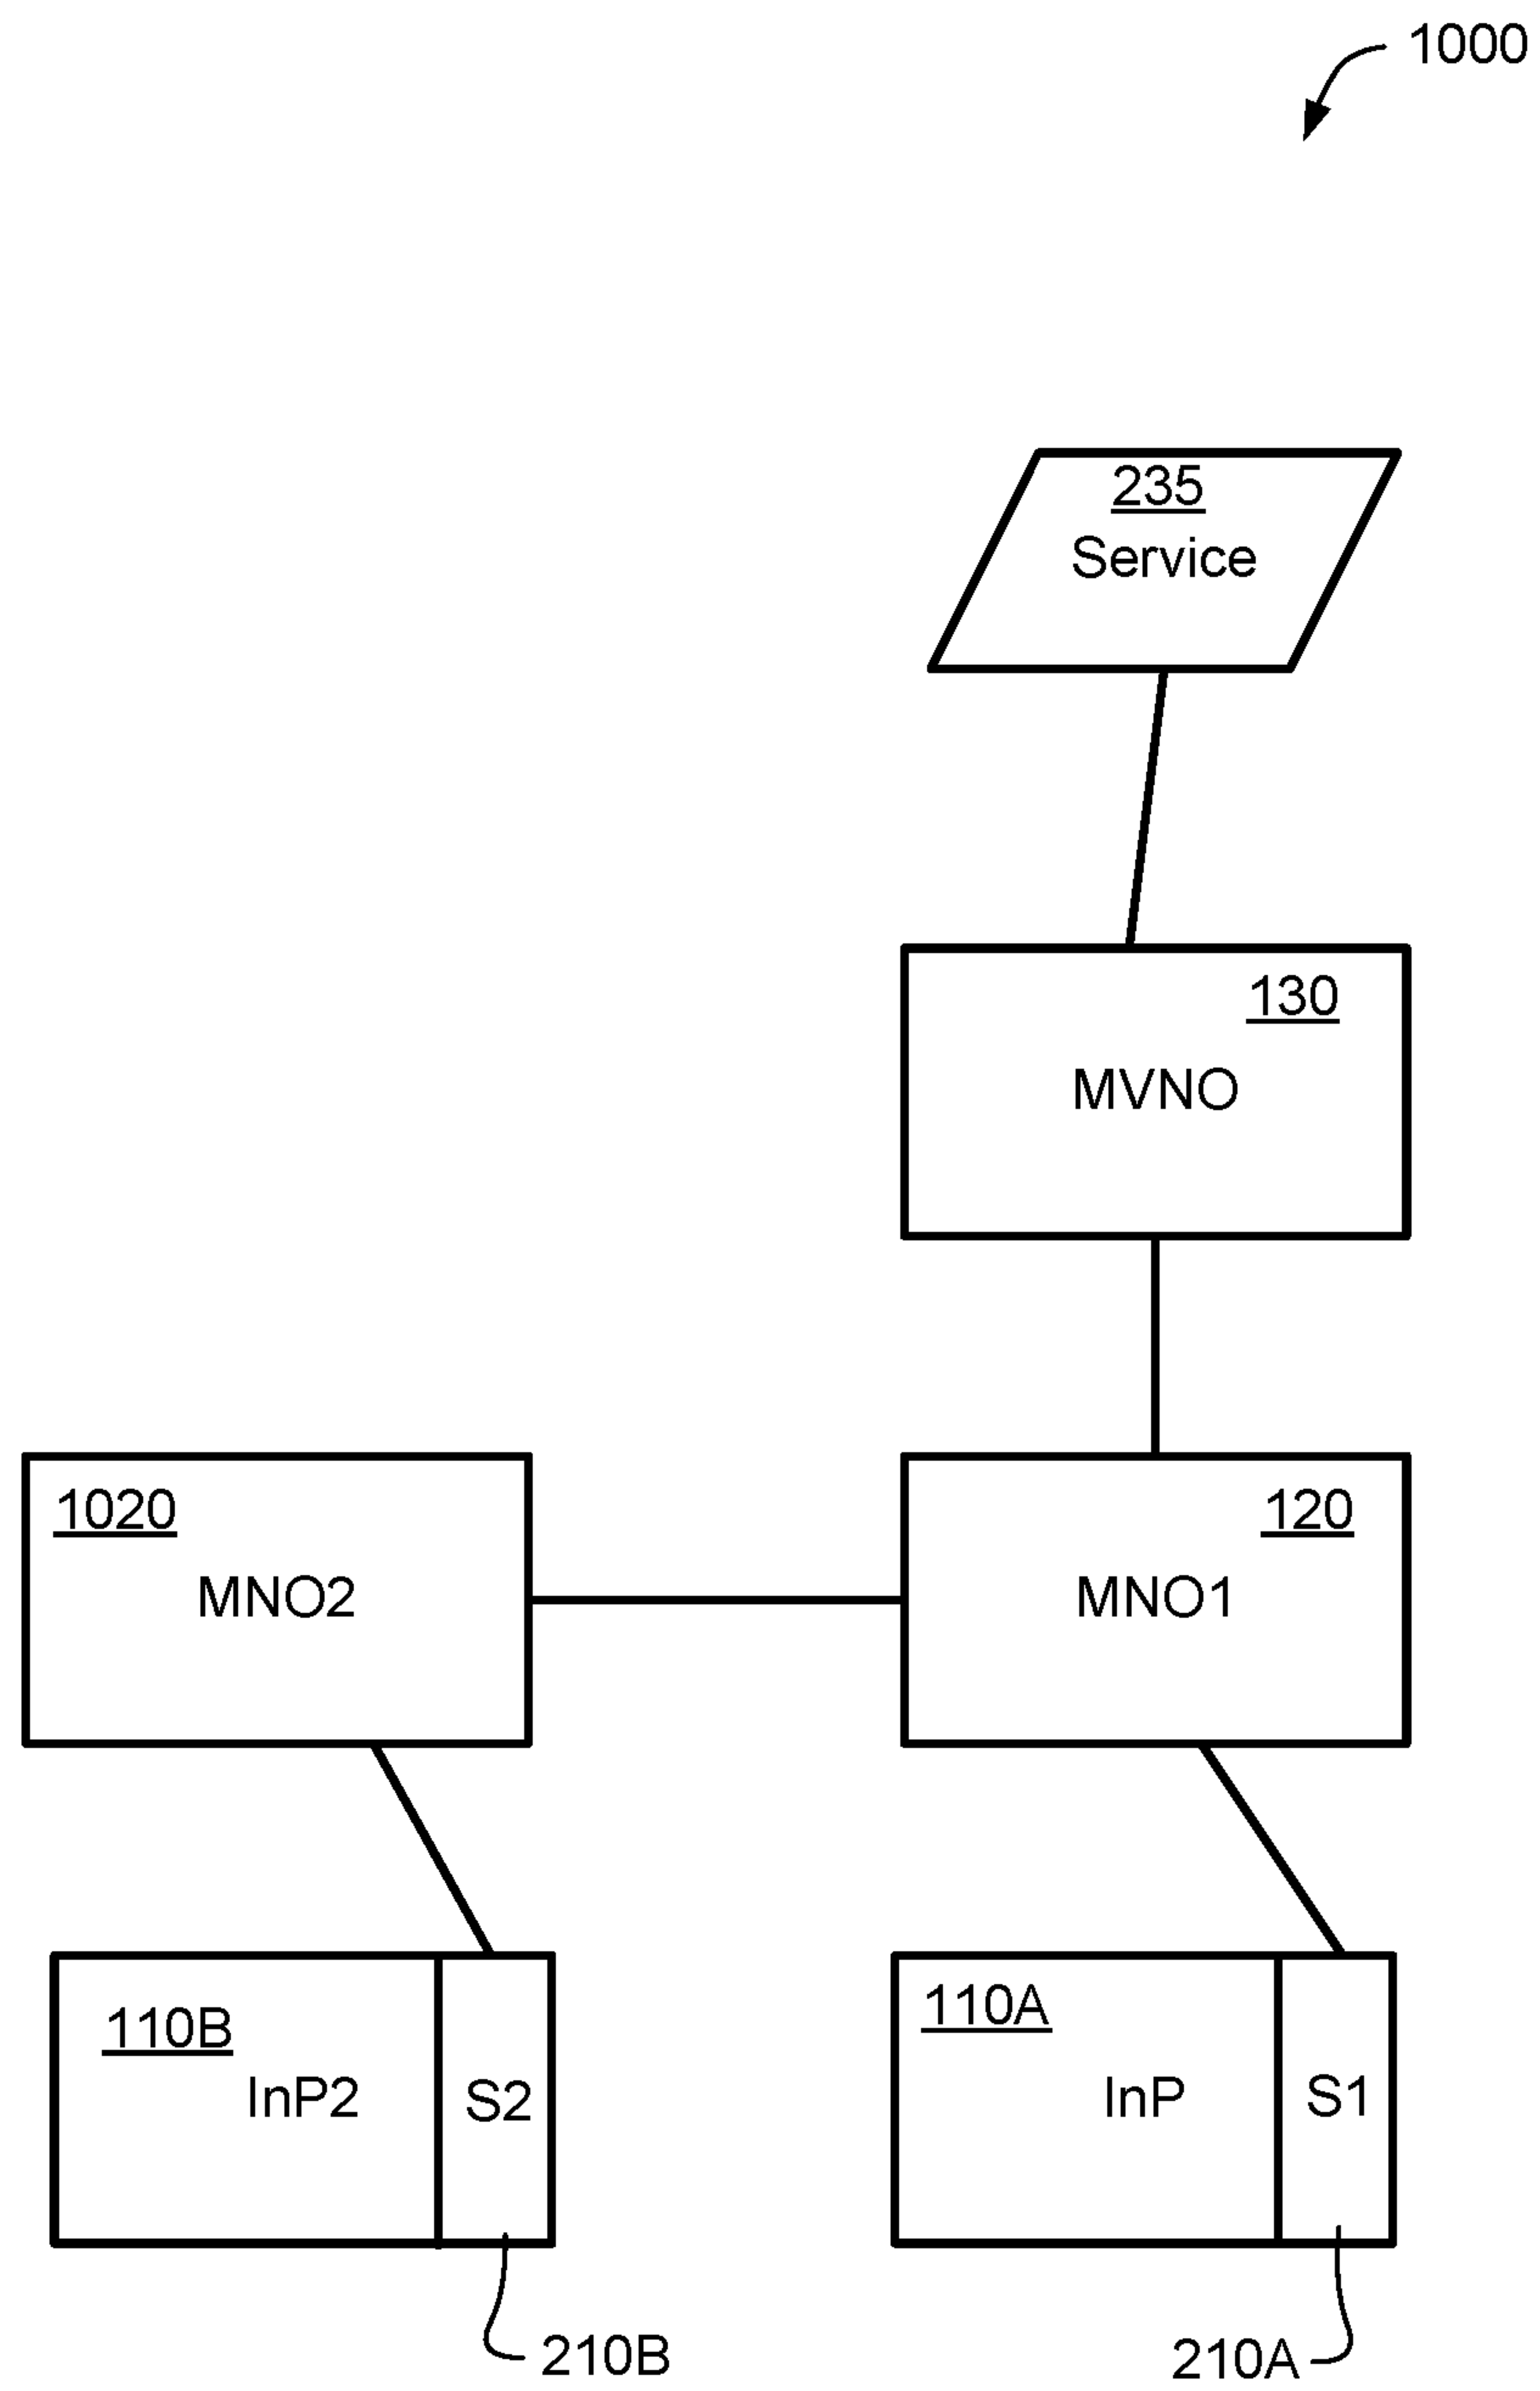 1000
235
Service
130
MVNO
1020
MNO2
120
MNO1
110B
InP2
S2
110A
InP
S1
210B
210A